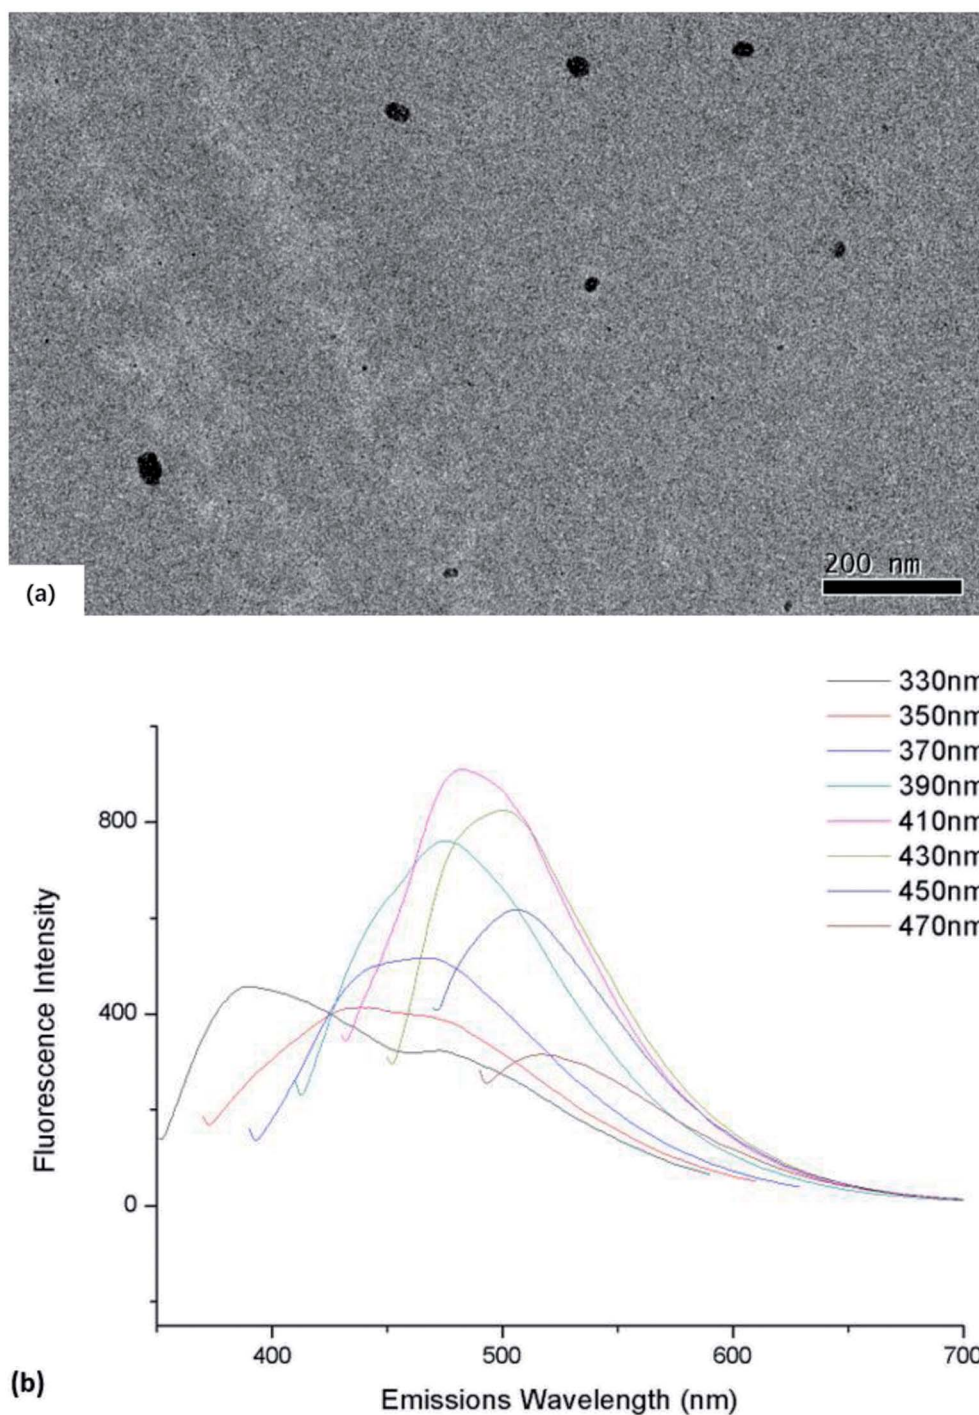 200 nm
(a)
330nm
350nm
370nm
390nm
410nm
430nm
450nm
470nm
800
400
0
Fluorescence Intensity
400
500
600
700
Emissions Wavelength (nm)
(b)